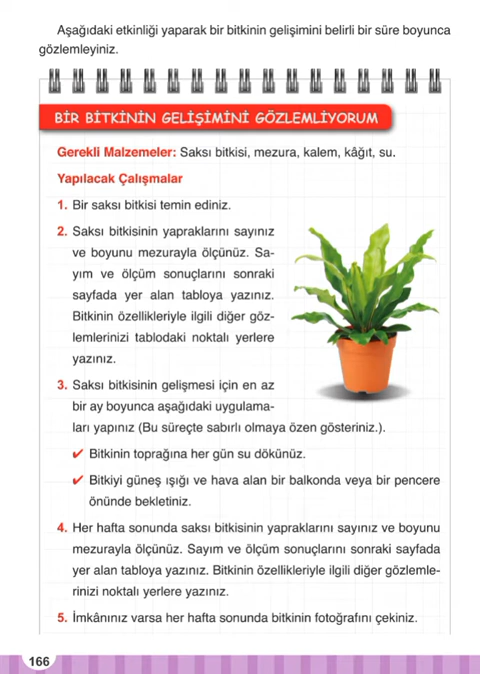 Aşağıdaki etkinliği yaparak bir bitkinin gelişimini belirli bir süre boyunca
gözlemleyiniz.
BİR BİTKİNİN GELİŞİMİNİ GÖZLEMLİYORUM
Gerekli Malzemeler: Saksı bitkisi, mezura, kalem, kâğıt, su.
Yapılacak Çalışmalar
1. Bir saksı bitkisi temin ediniz.
2. Saksı bitkisinin yapraklarını sayınız
ve boyunu mezurayla ölçünüz. Sa-
yım ve ölçüm sonuçlarını sonraki
sayfada yer alan tabloya yazınız.
Bitkinin özellikleriyle ilgili diğer göz-
lemlerinizi tablodaki noktalı yerlere
yazınız.
3. Saksı bitkisinin gelişmesi için en az
bir ay boyunca aşağıdaki uygulama-
ları yapınız (Bu süreçte sabırlı olmaya özen gösteriniz.).
✔ Bitkinin toprağına her gün su dökünüz.
✔ Bitkiyi güneş ışığı ve hava alan bir balkonda veya bir pencere
önünde bekletiniz.
4. Her hafta sonunda saksı bitkisinin yapraklarını sayınız ve boyunu
mezurayla ölçünüz. Sayım ve ölçüm sonuçlarını sonraki sayfada
yer alan tabloya yazınız. Bitkinin özellikleriyle ilgili diğer gözlemle-
rinizi noktalı yerlere yazınız.
5. İmkânınız varsa her hafta sonunda bitkinin fotoğrafını çekiniz.
166